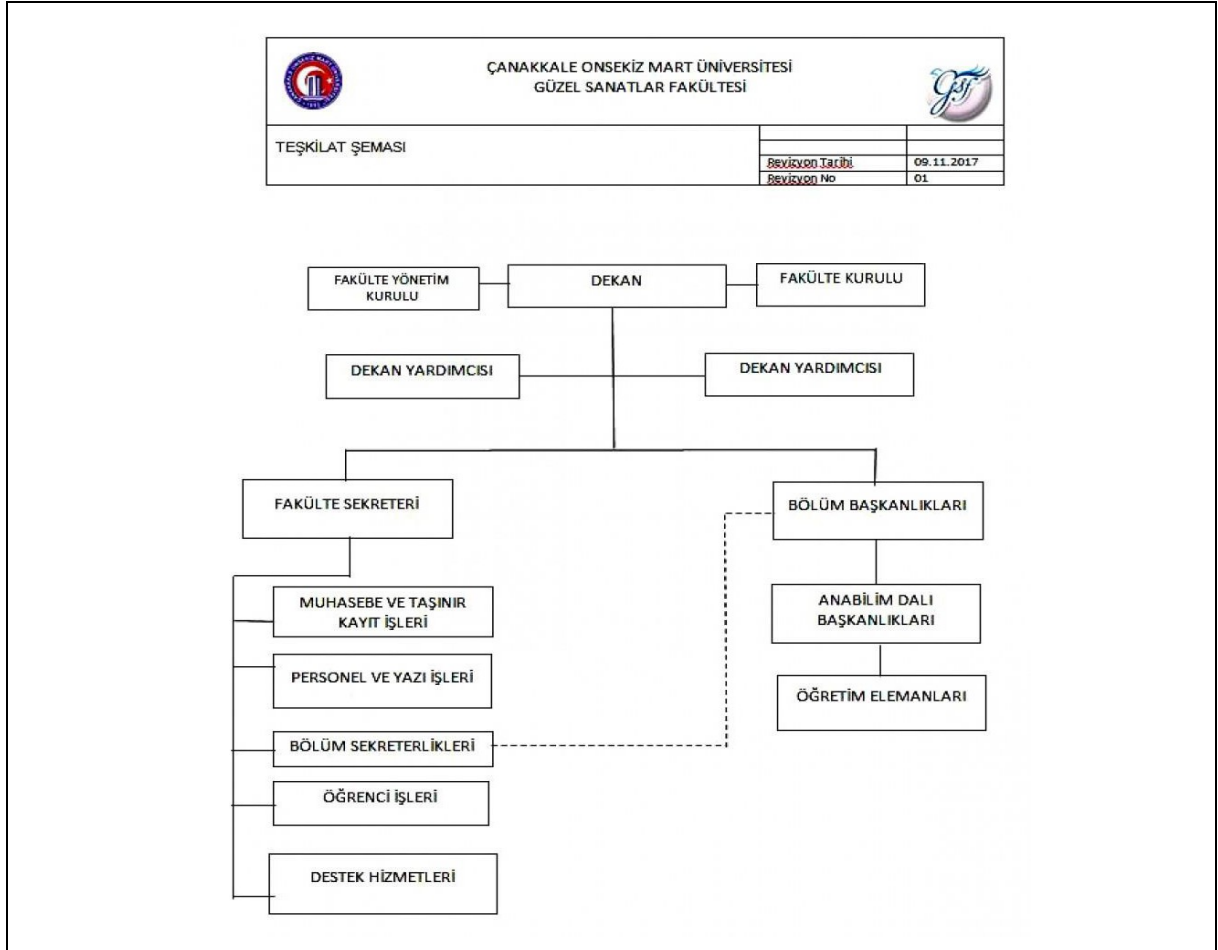 ÇANAKKALE ONSEKİZ MART ÜNİVERSİTESİ
GÜZEL SANATLAR FAKÜLTESİ
gsf
TEŞKİLAT ŞEMASI
Revizyon Tarihi 09.11.2017
Revizyon No 01
FAKÜLTE YÖNETİM
KURULU
DEKAN
FAKÜLTE KURULU
DEKAN YARDIMCISI
DEKAN YARDIMCISI
FAKÜLTE SEKRETERİ
BÖLÜM BAŞKANLIKLARI
MUHASEBE VE TAŞINIR
KAYIT İŞLERİ
ANABİLİM DALI
BAŞKANLIKLARI
PERSONEL VE YAZI İŞLERİ
ÖĞRETİM ELEMANLARI
BÖLÜM SEKRETERLİKLERİ
ÖĞRENCİ İŞLERİ
DESTEK HİZMETLERİ